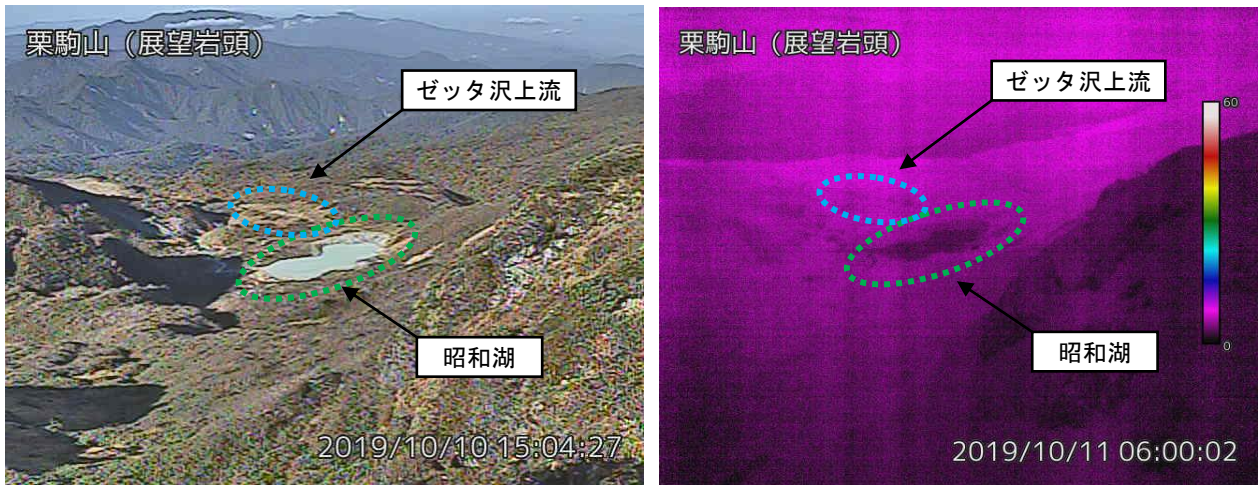 栗駒山（展望岩頭）
ゼッタ沢上流
昭和湖
2019/10/10 15:04:27
栗駒山（展望岩頭）
ゼッタ沢上流
60
昭和湖
0
2019/10/11 06:00:02